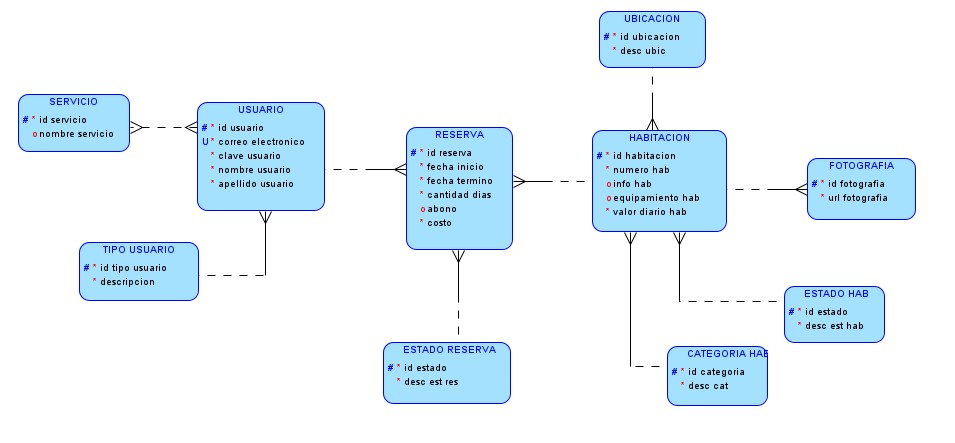 UBICACION
# * id ubicacion
* desc ubic
SERVICIO
# * id servicio
o nombre servicio
USUARIO
# * id usuario
U * correo electronico
* clave usuario
* nombre usuario
* apellido usuario
RESERVA
# * id reserva
* fecha inicio
* fecha termino
* cantidad dias
o abono
* costo
HABITACION
# * id habitacion
* numero hab
o info hab
o equipamiento hab
* valor diario hab
FOTOGRAFIA
# * id fotografia
* url fotografia
TIPO USUARIO
# * id tipo usuario
* descripcion
ESTADO HAB
# * id estado
* desc est hab
ESTADO RESERVA
# * id estado
* desc est res
CATEGORIA HAB
# * id categoria
* desc cat